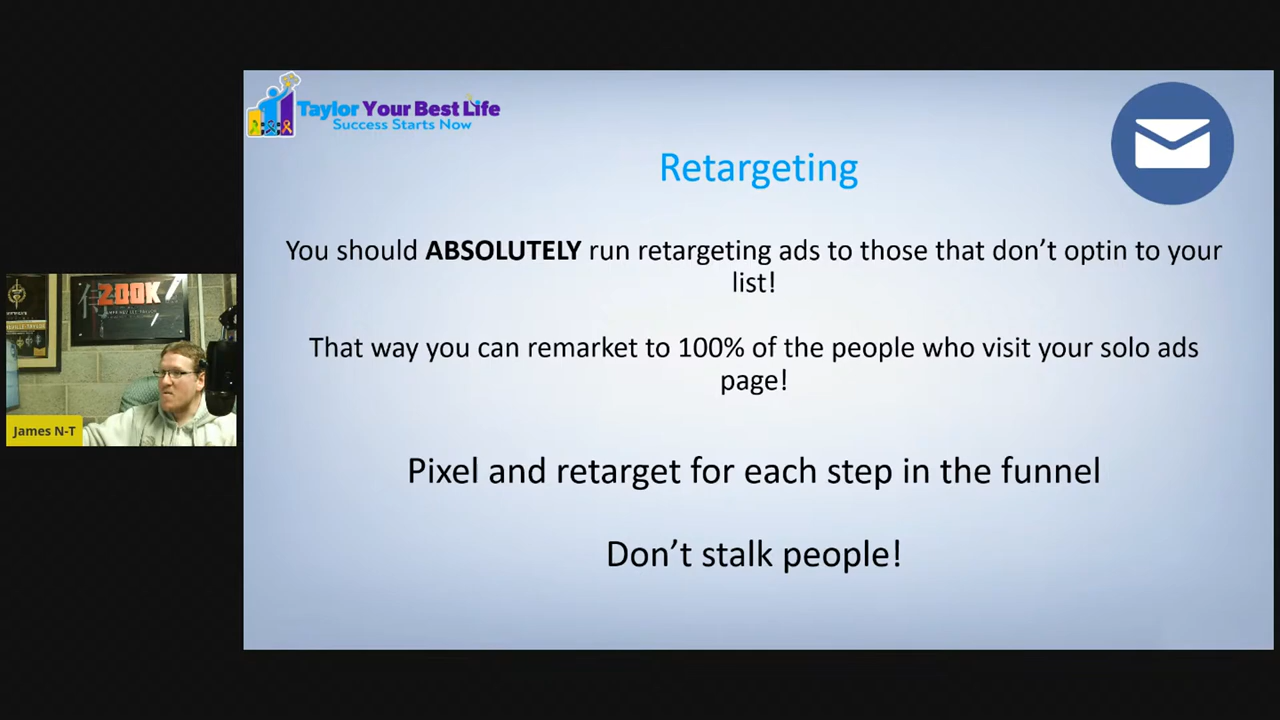 Taylor Your Best Life
Success Starts Now
Retargeting
You should ABSOLUTELY run retargeting ads to those that don’t optin to your
list!
That way you can remarket to 100% of the people who visit your solo ads
page!
Pixel and retarget for each step in the funnel
Don’t stalk people!
200K
James N-T